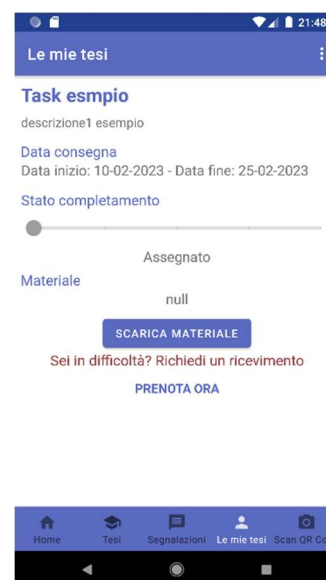 21:48
Le mie tesi
Task esmpio
descrizione1 esempio
Data consegna
Data inizio: 10-02-2023 - Data fine: 25-02-2023
Stato completamento
Assegnato
Materiale
null
SCARICA MATERIALE
Sei in difficoltà? Richiedi un ricevimento
PRENOTA ORA
Home Tesi Segnalazioni Le mie tesi Scan QR Co